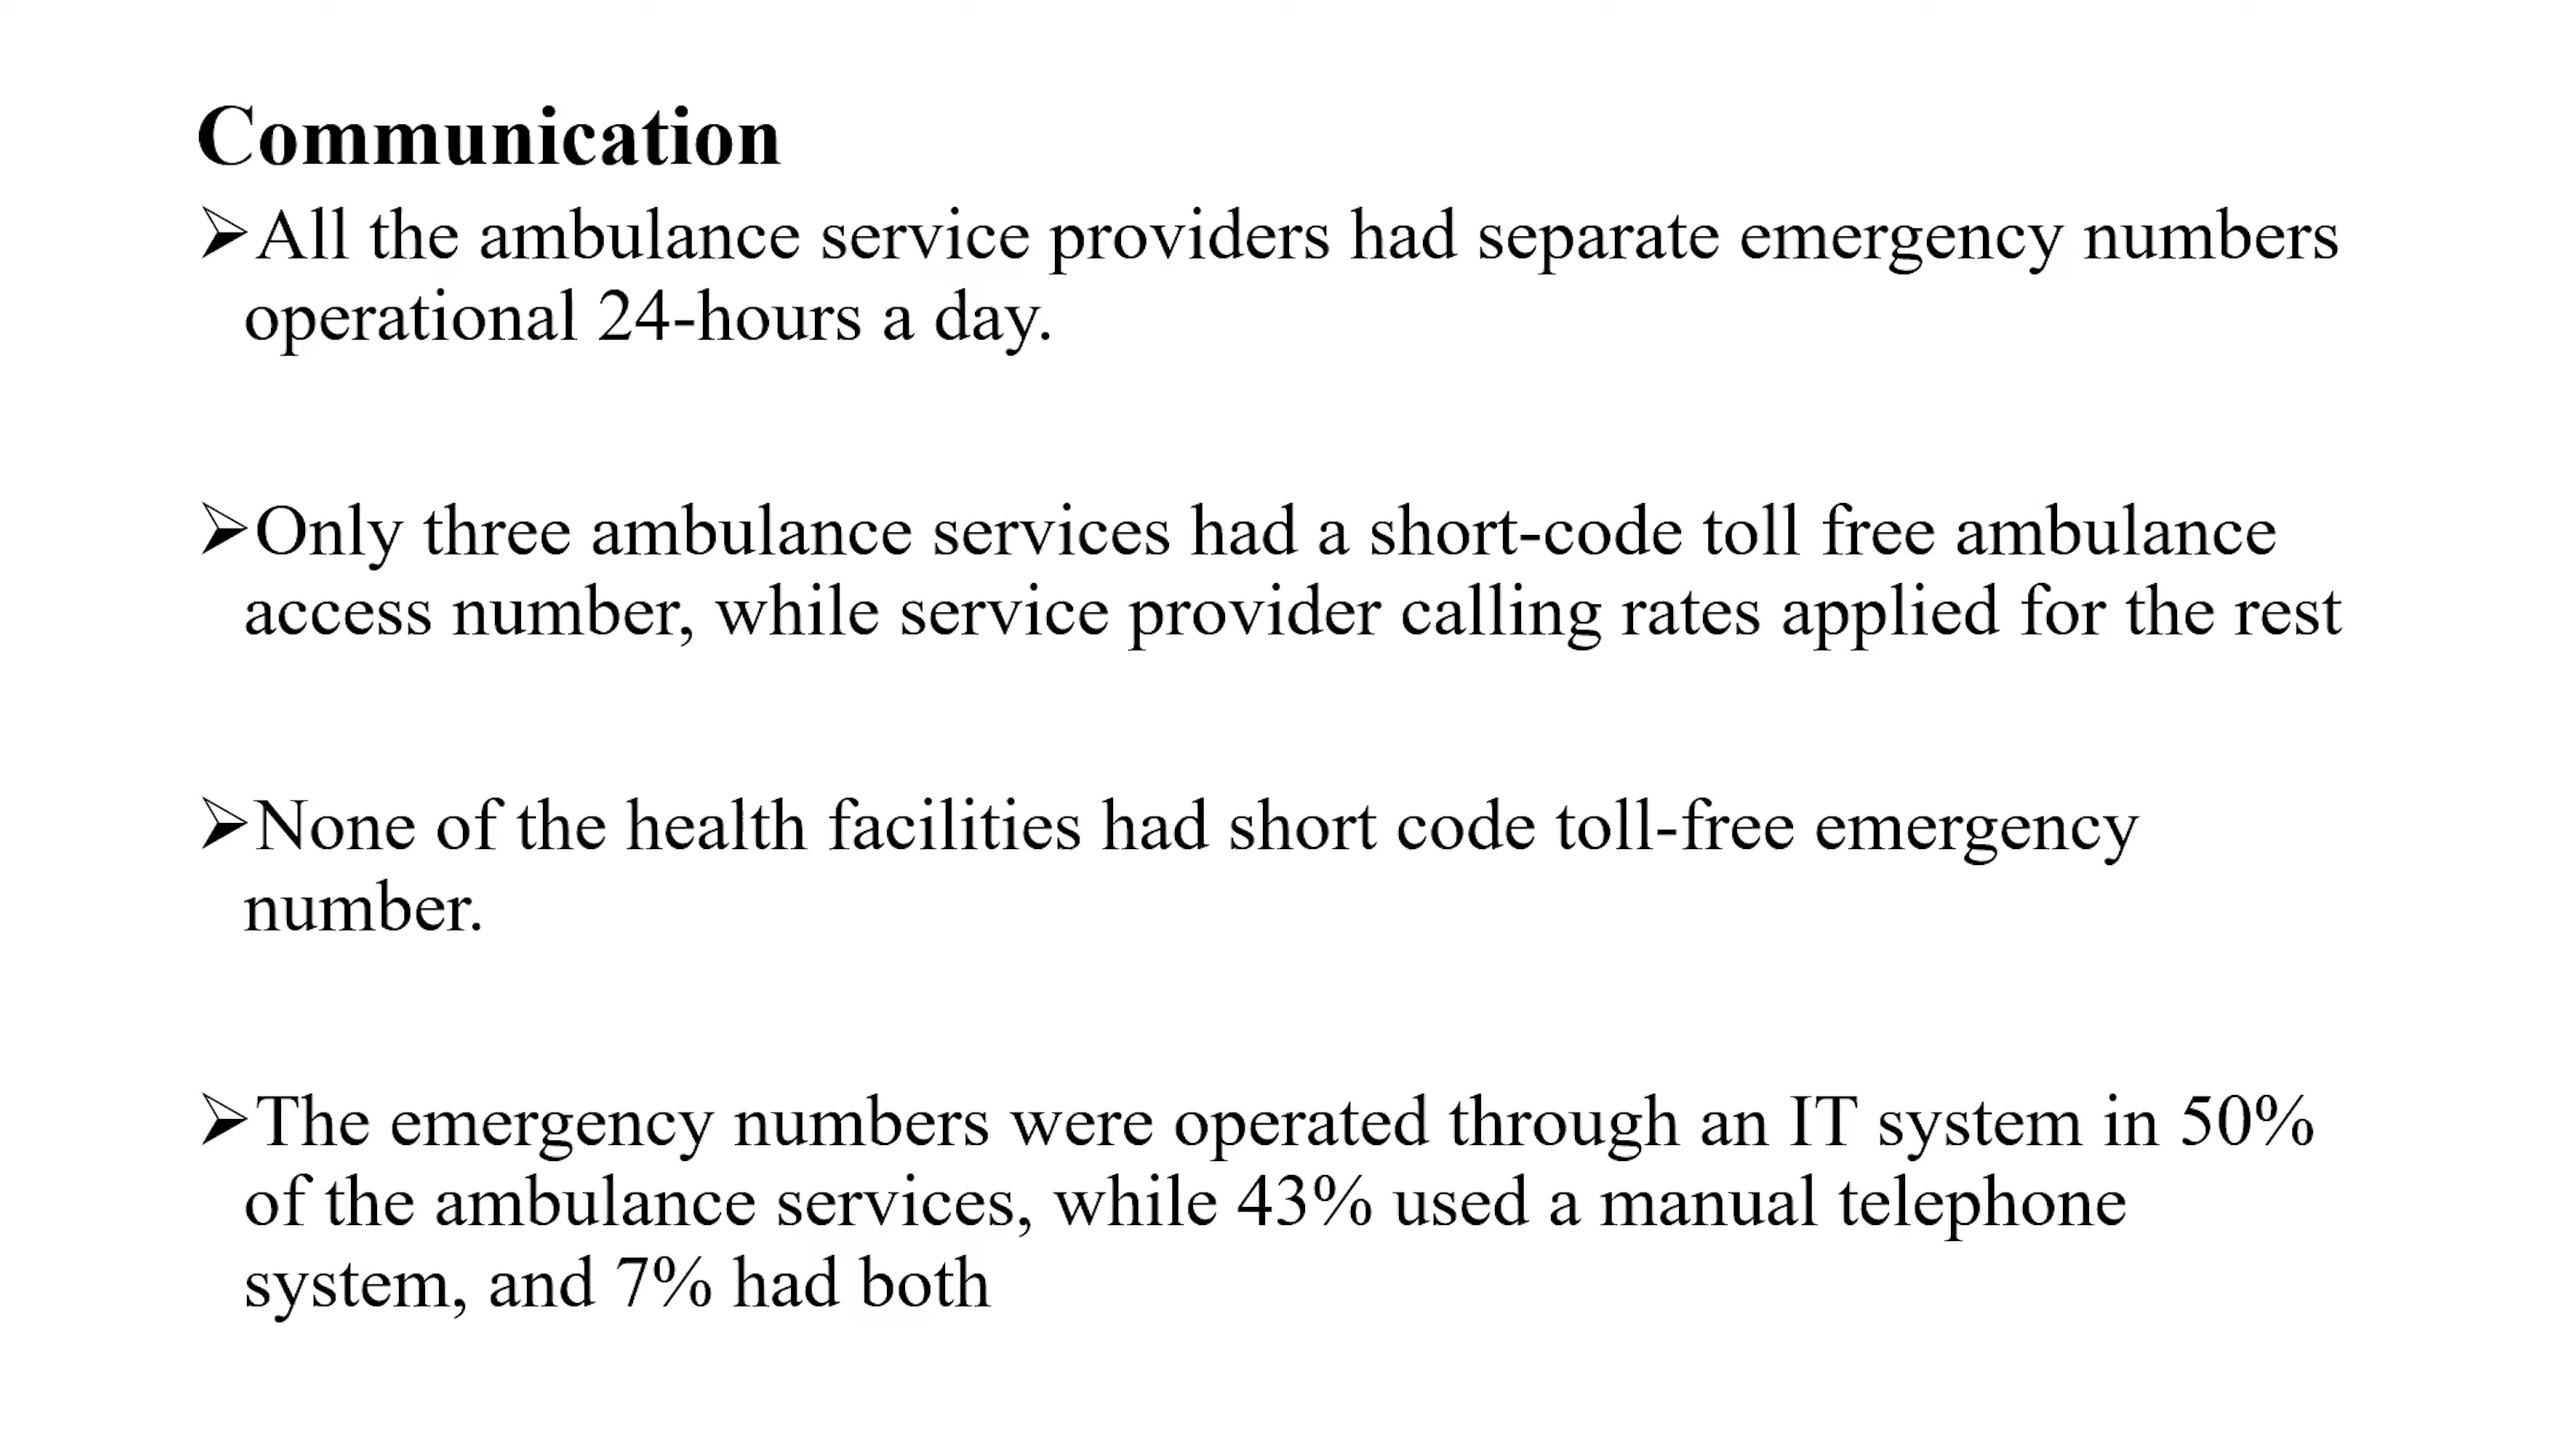 Communication
➢All the ambulance service providers had separate emergency numbers
operational 24-hours a day.
➢Only three ambulance services had a short-code toll free ambulance
access number, while service provider calling rates applied for the rest
➢None of the health facilities had short code toll-free emergency
number.
➢The emergency numbers were operated through an IT system in 50%
of the ambulance services, while 43% used a manual telephone
system, and 7% had both